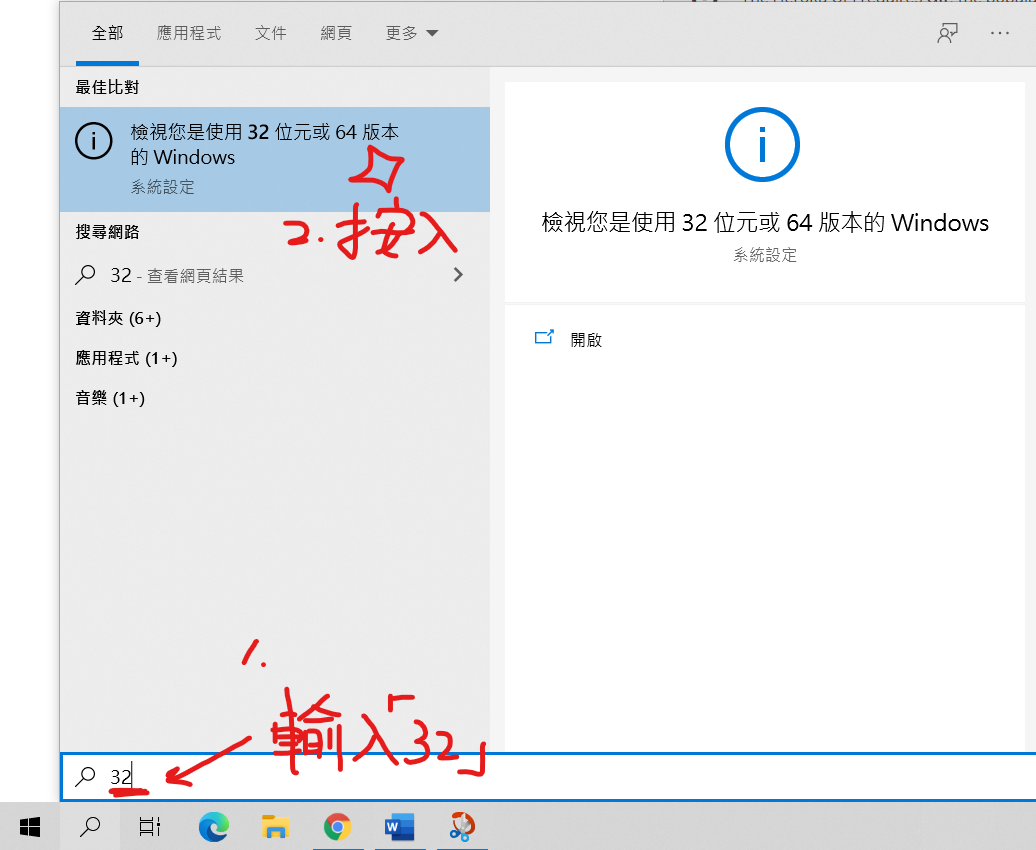 全部 應用程式 文件 網頁 更多
最佳比對
檢視您是使用 32 位元或 64 版本
的 Windows
系統設定
2. 按入
搜尋網路
32 - 查看網頁結果
資料夾 (6+)
應用程式 (1+)
音樂 (1+)
檢視您是使用 32 位元或 64 版本的 Windows
系統設定
開啟
1.
輸入「32」
32